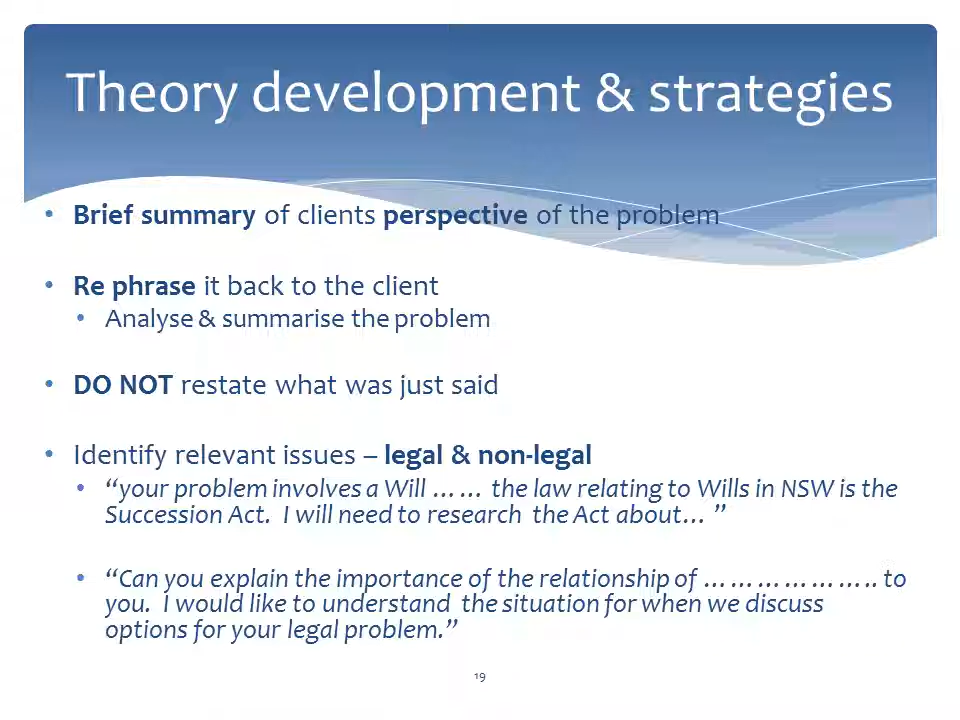 Theory development & strategies
• Brief summary of clients perspective of the problem
• Re phrase it back to the client
• Analyse & summarise the problem
• DO NOT restate what was just said
• Identify relevant issues – legal & non-legal
• “your problem involves a Will …… the law relating to Wills in NSW is the
Succession Act. I will need to research the Act about… ”
• “Can you explain the importance of the relationship of ……………….. to
you. I would like to understand the situation for when we discuss
options for your legal problem.”
19